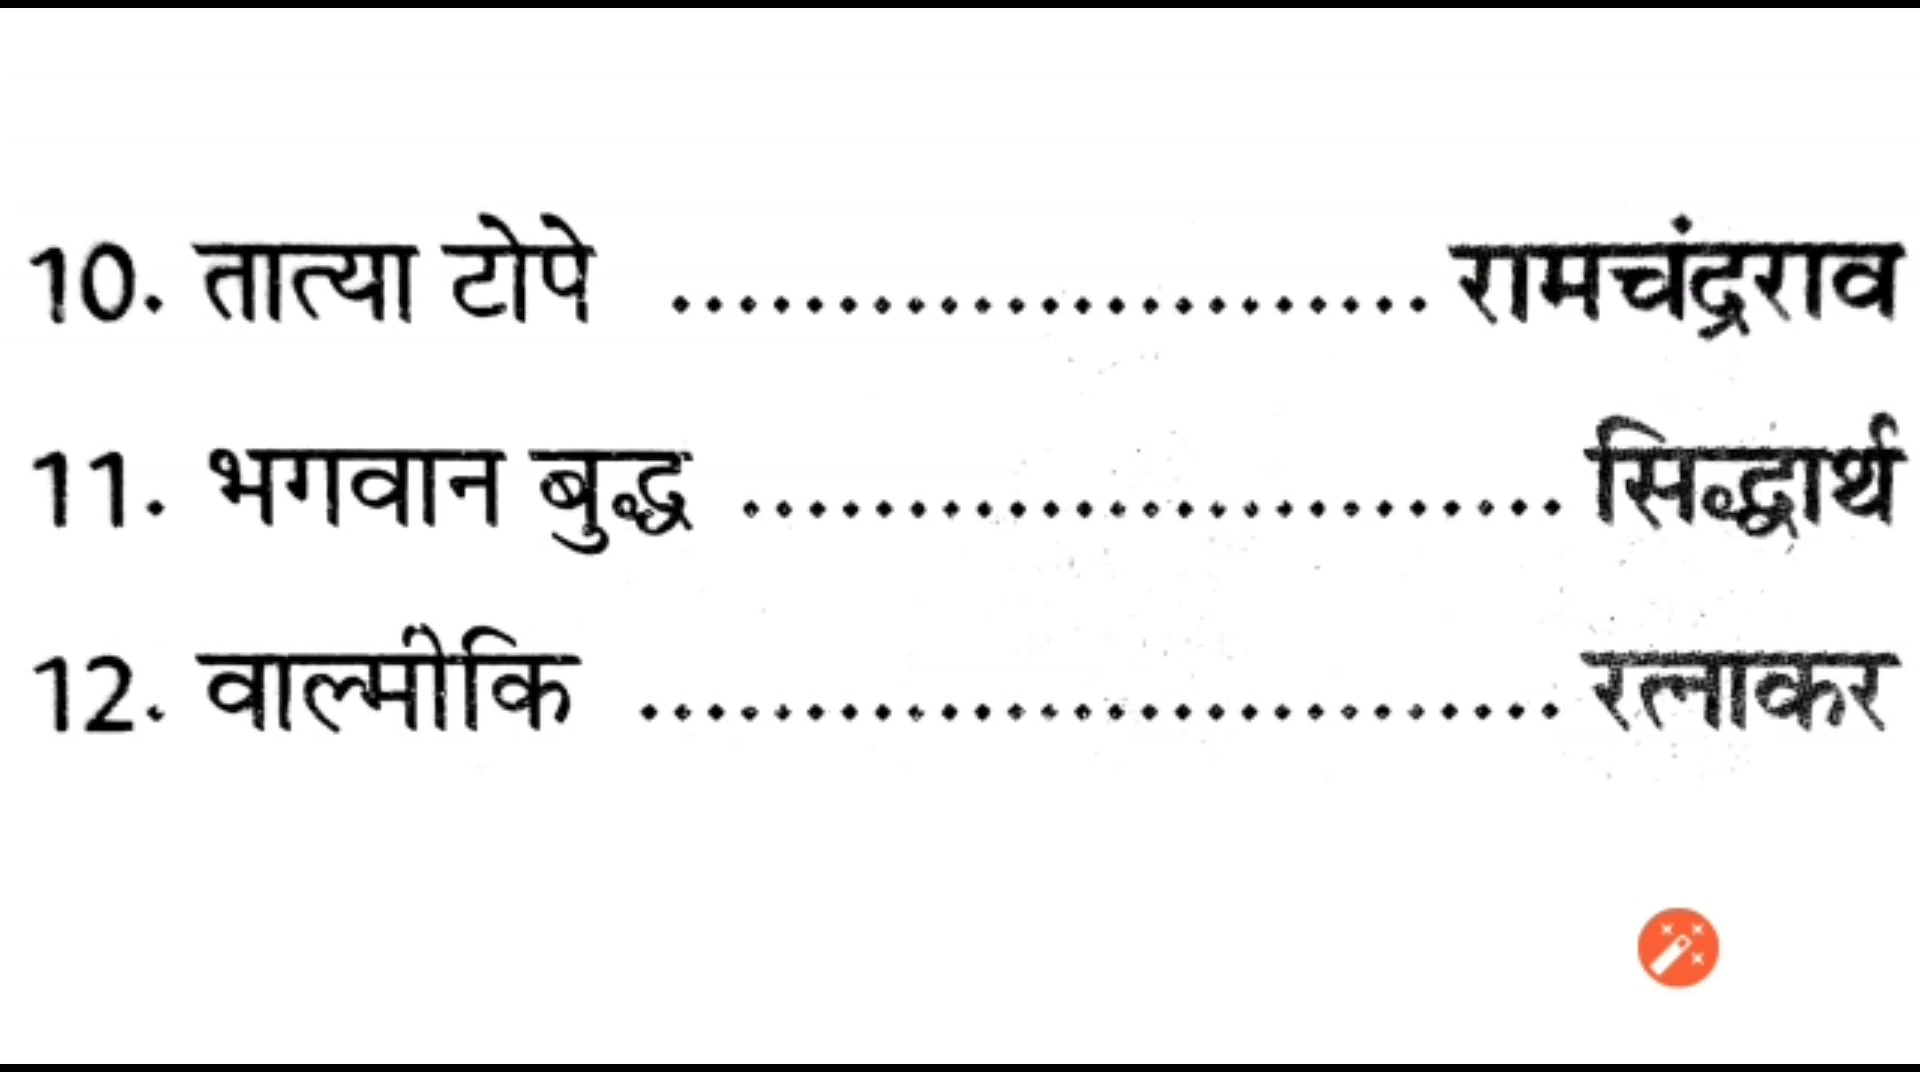 10. तात्या टोपे ....................... रामचंद्रराव
11. भगवान बुद्ध ......................... सिद्धार्थ
12. वाल्मीकि ............................ रत्नाकर